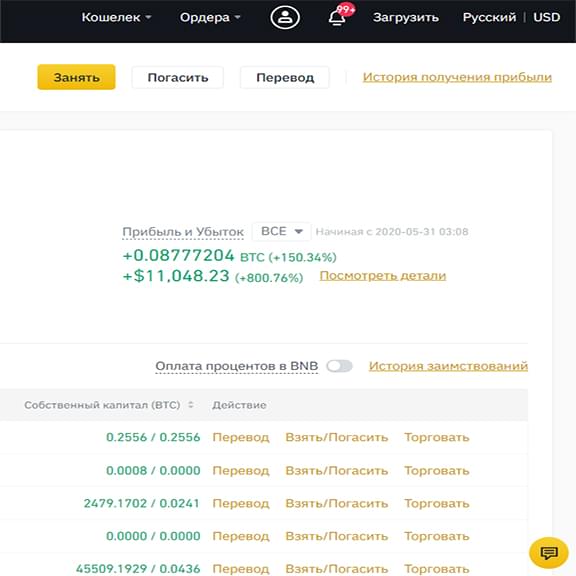 Кошелек Ордера 99+ Загрузить Русский | USD
Занять Погасить Перевод История получения прибыли
Прибыль и Убыток ВСЕ Начиная с 2020-05-31 03:08
+0.08777204 BTC (+150.34%)
+$11,048.23 (+800.76%) Посмотреть детали
Оплата процентов в BNB История заимствований
Собственный капитал (BTC) Действие
0.2556 / 0.2556 Перевод Взять/Погасить Торговать
0.0008 / 0.0000 Перевод Взять/Погасить Торговать
2479.1702 / 0.0241 Перевод Взять/Погасить Торговать
0.0000 / 0.0000 Перевод Взять/Погасить Торговать
45509.1929 / 0.0436 Перевод Взять/Погасить Торговать